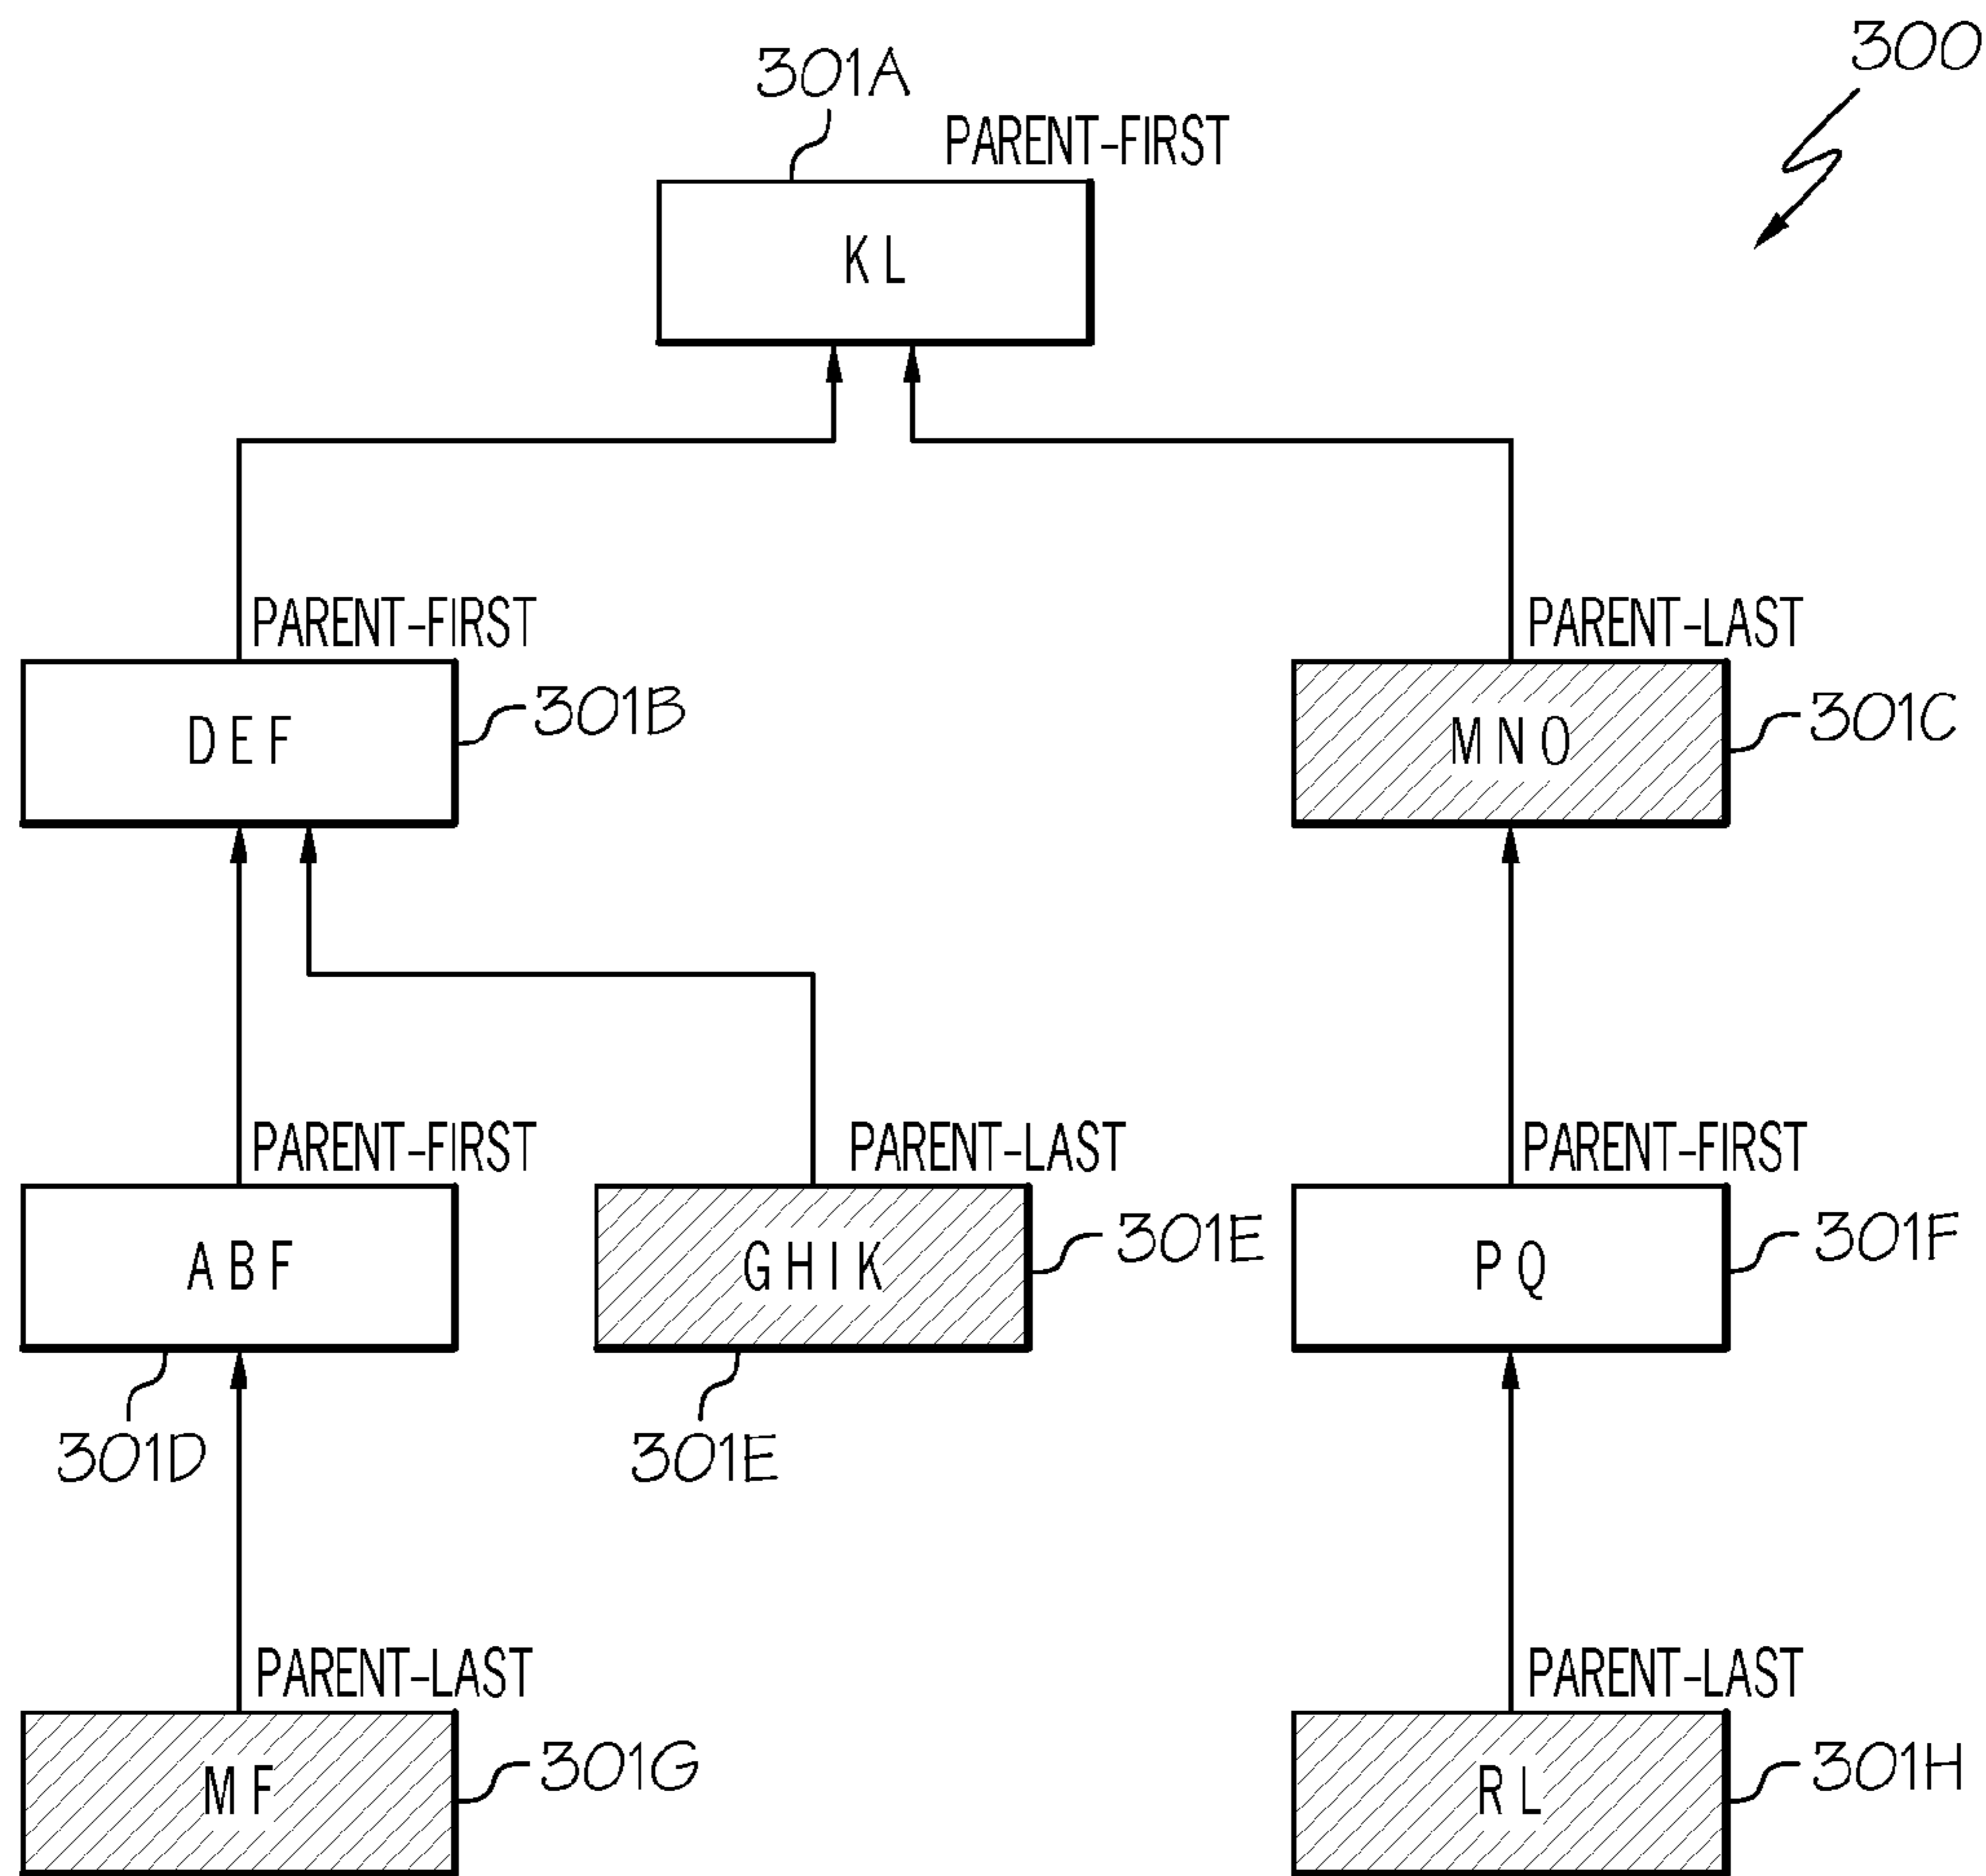 300
301A
PARENT-FIRST
K L
PARENT-FIRST
PARENT-LAST
D E F
301B
M N O
301C
PARENT-FIRST
PARENT-LAST
PARENT-FIRST
A B F
G H I K
301E
P Q
301F
301D
301E
PARENT-LAST
PARENT-LAST
M F
301G
R L
301H